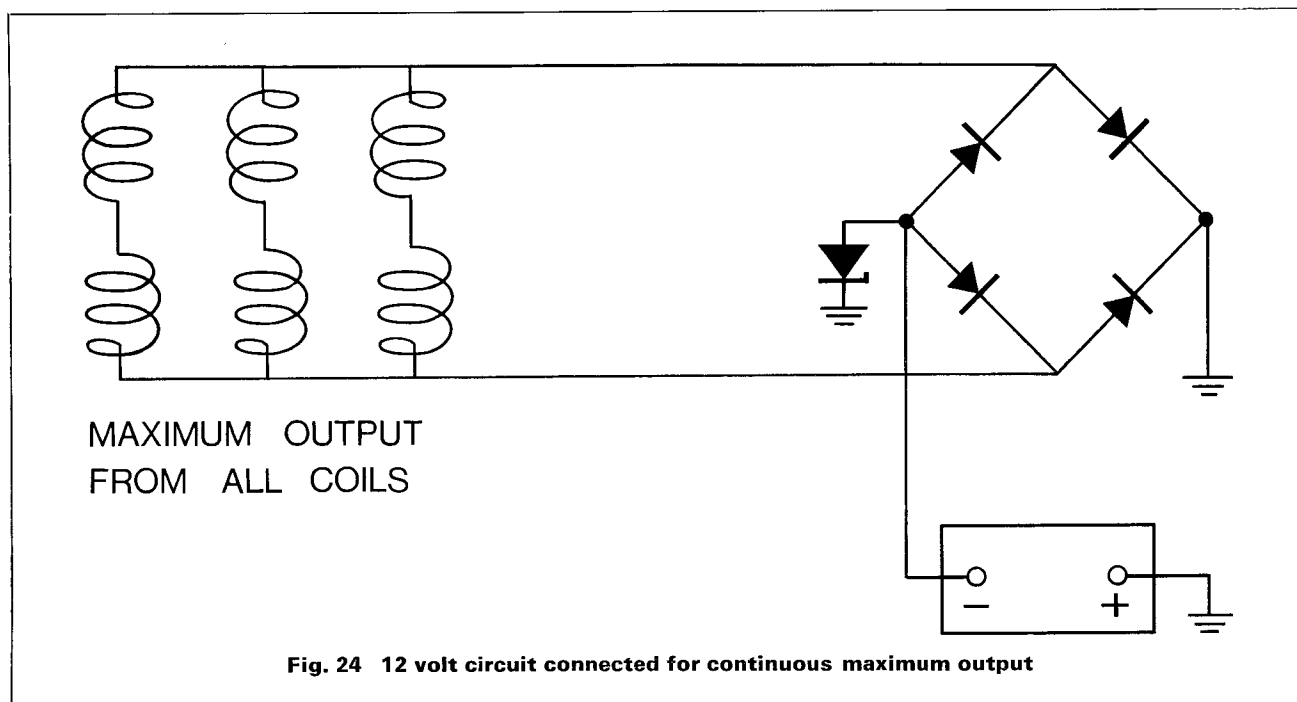 MAXIMUM OUTPUT
FROM ALL COILS
− +
Fig. 24 12 volt circuit connected for continuous maximum output